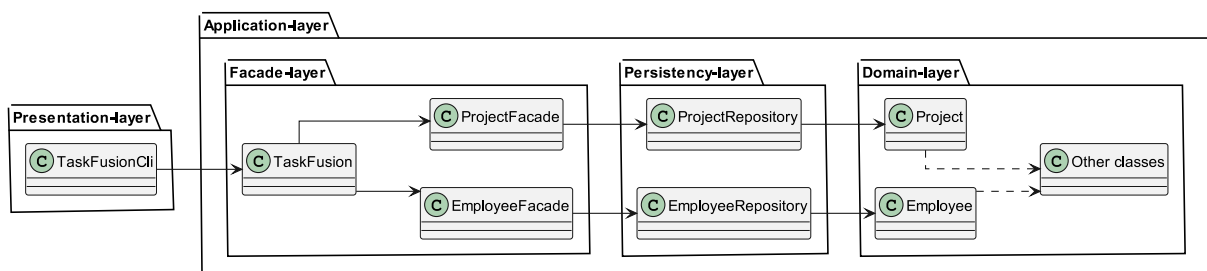 Application-layer
Facade-layer
Persistency-layer
Domain-layer
Presentation-layer
C ProjectFacade
C ProjectRepository
C Project
C TaskFusionCli
C TaskFusion
C Other classes
C EmployeeFacade
C EmployeeRepository
C Employee